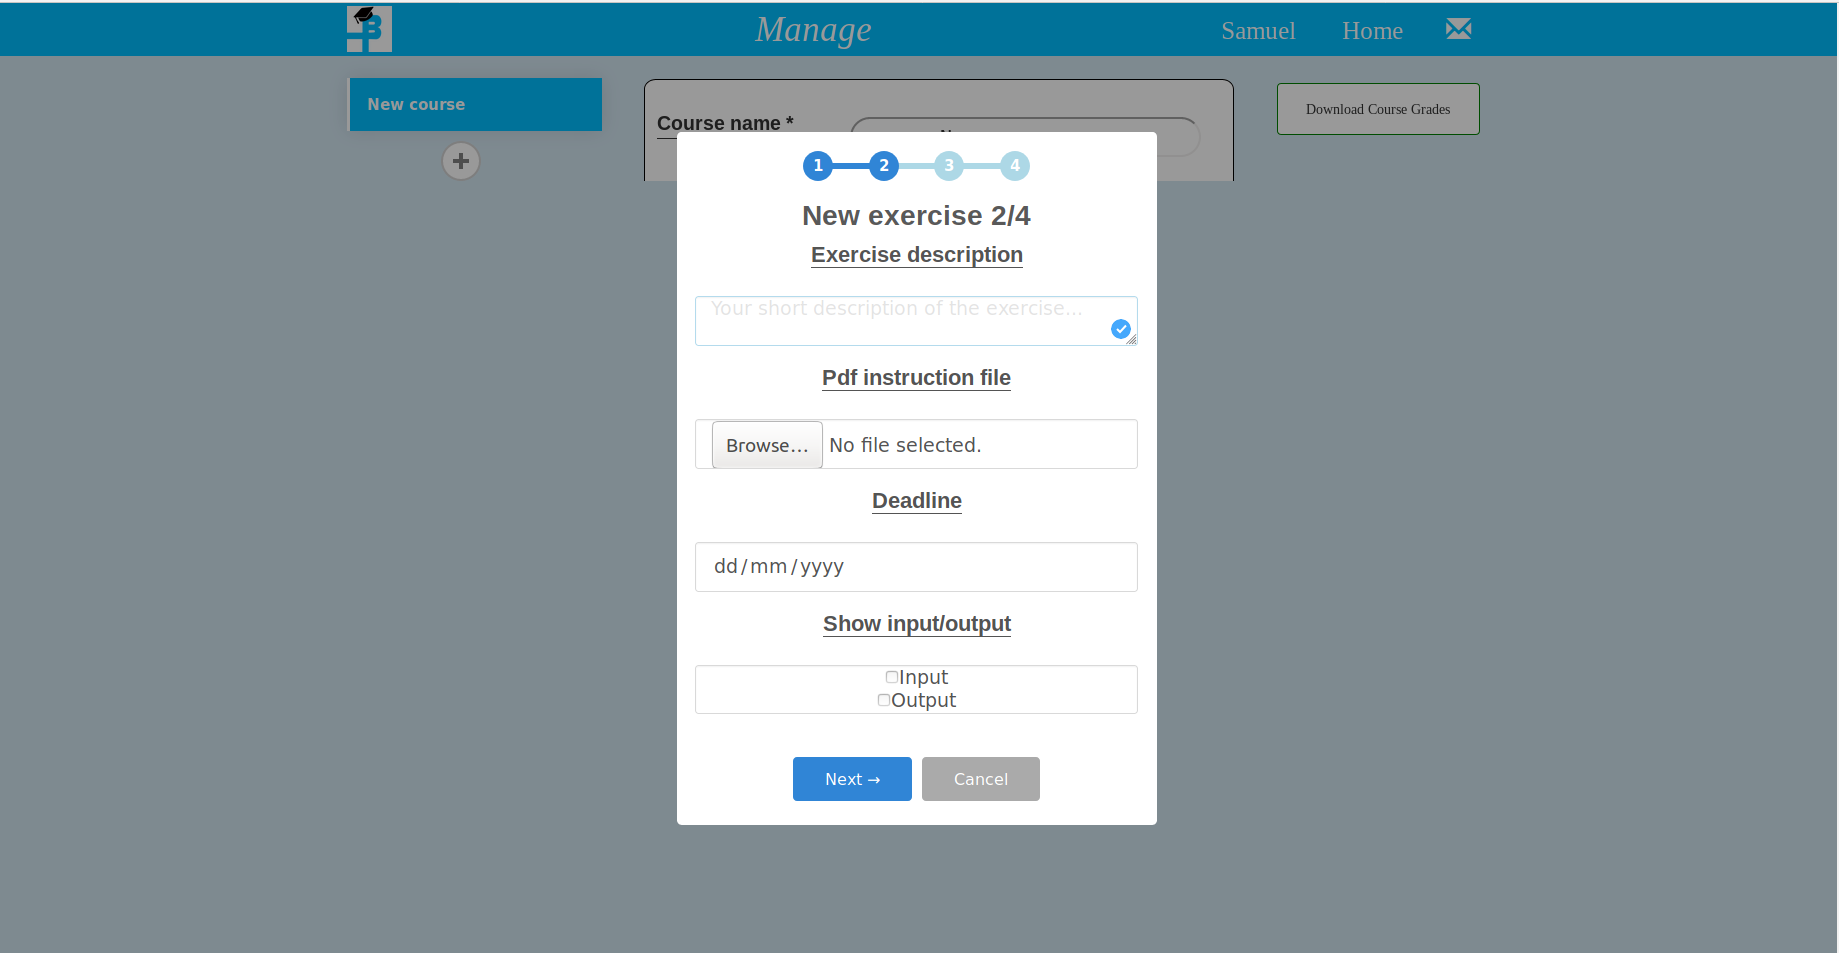 Manage
Samuel
Home
New course
Course name *
Download Course Grades
1 2 3 4
New exercise 2/4
Exercise description
Your short description of the exercise...
Pdf instruction file
Browse... No file selected.
Deadline
dd/mm/yyyy
Show input/output
Input
Output
Next →
Cancel